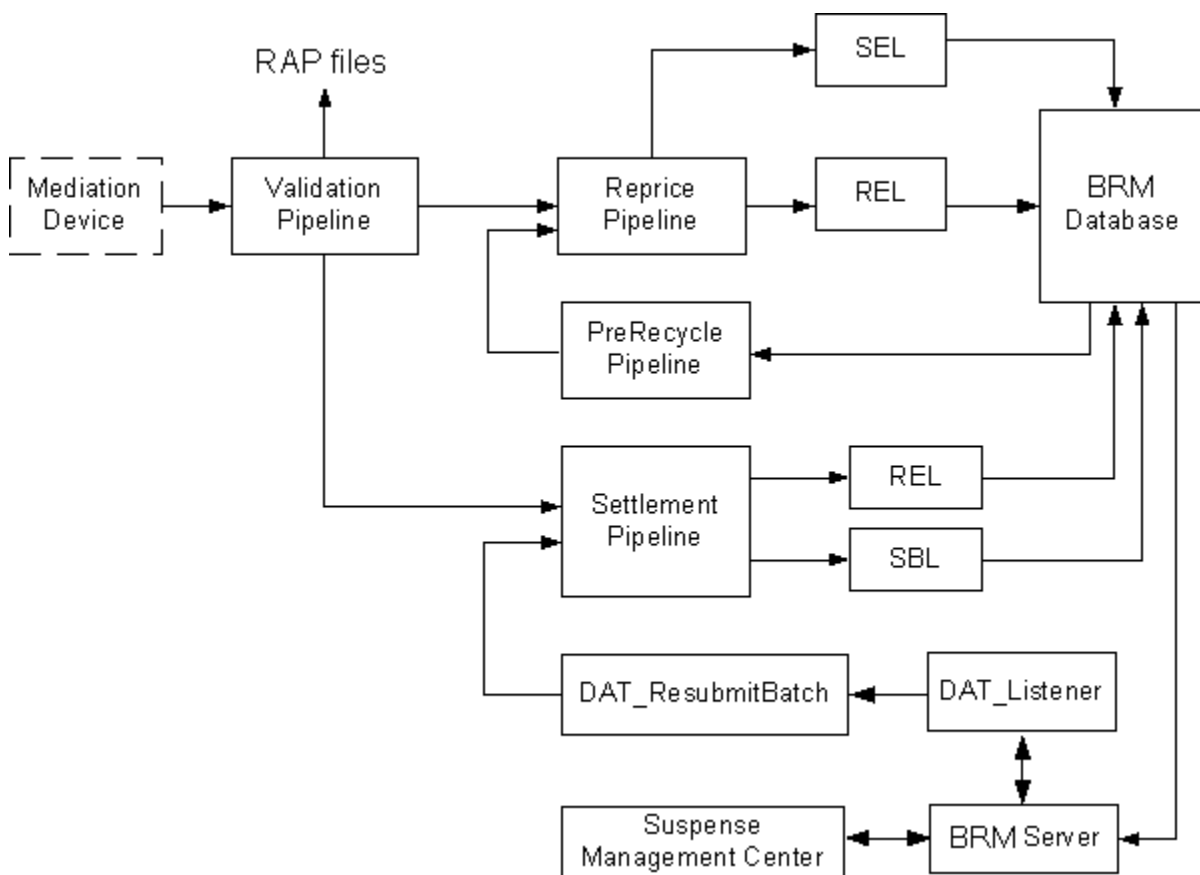 SEL
RAP files
Mediation
Device
Validation
Pipeline
Reprice
Pipeline
REL
BRM
Database
PreRecycle
Pipeline
Settlement
Pipeline
REL
SBL
DAT_ResubmitBatch
DAT_Listener
Suspense
Management Center
BRM Server